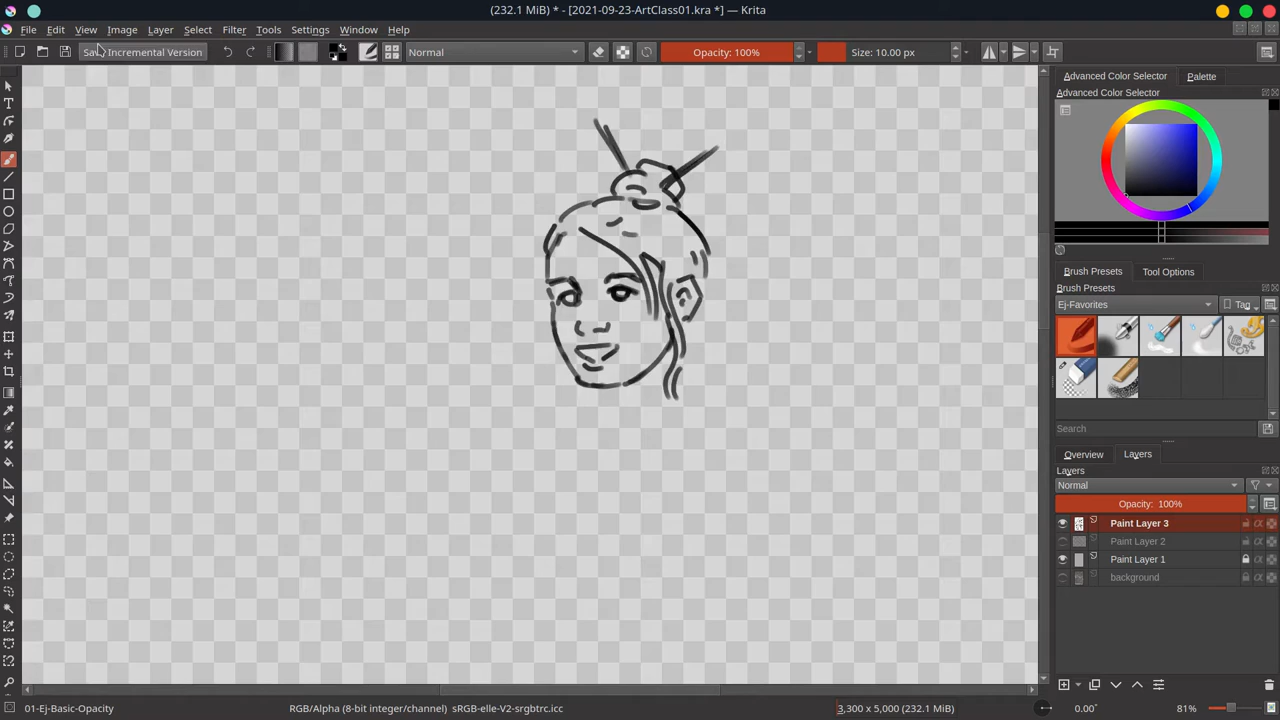 (232.1 MiB) * - [2021-09-23-ArtClass01.kra *] — Krita
File Edit View Image Layer Select Filter Tools Settings Window Help
Save Incremental Version Normal Opacity: 100% Size: 10.00 px
Advanced Color Selector Palette
Advanced Color Selector
Brush Presets Tool Options
Brush Presets
Ej-Favorites Tag
Search
Overview Layers
Layers
Normal
Opacity: 100%
Paint Layer 3
Paint Layer 2
Paint Layer 1
background
01-Ej-Basic-Opacity RGB/Alpha (8-bit integer/channel) sRGB-elle-V2-srgbtrc.icc 3,300 x 5,000 (232.1 MiB) 0.00° 81%